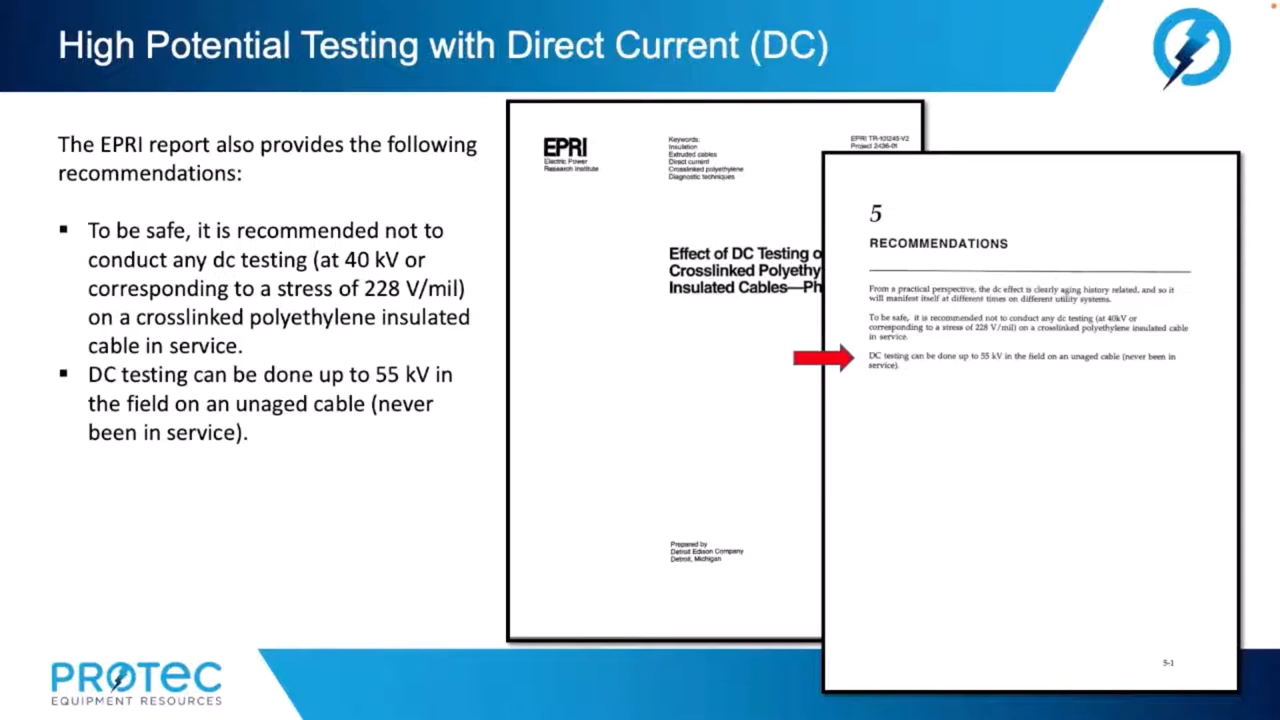 High Potential Testing with Direct Current (DC)
The EPRI report also provides the following
recommendations:
▪ To be safe, it is recommended not to
conduct any dc testing (at 40 kV or
corresponding to a stress of 228 V/mil)
on a crosslinked polyethylene insulated
cable in service.
▪ DC testing can be done up to 55 kV in
the field on an unaged cable (never
been in service).
EPRI
Electric Power
Research Institute
Keywords:
Insulation
Extruded cables
Direct current
Crosslinked polyethylene
Diagnostic techniques
EPRI TR-101245-V2
Project 2436-01
Effect of DC Testing o
Crosslinked Polyethy
Insulated Cables—Ph
Prepared by
Detroit Edison Company
Detroit, Michigan
5
RECOMMENDATIONS
From a practical perspective, the dc effect is clearly aging history related, and so it
will manifest itself at different times on different utility systems.
To be safe, it is recommended not to conduct any dc testing (at 40kV or
corresponding to a stress of 228 V/mil) on a crosslinked polyethylene insulated cable
in service.
DC testing can be done up to 55 kV in the field on an unaged cable (never been in
service).
5-1
PROTEC
EQUIPMENT RESOURCES